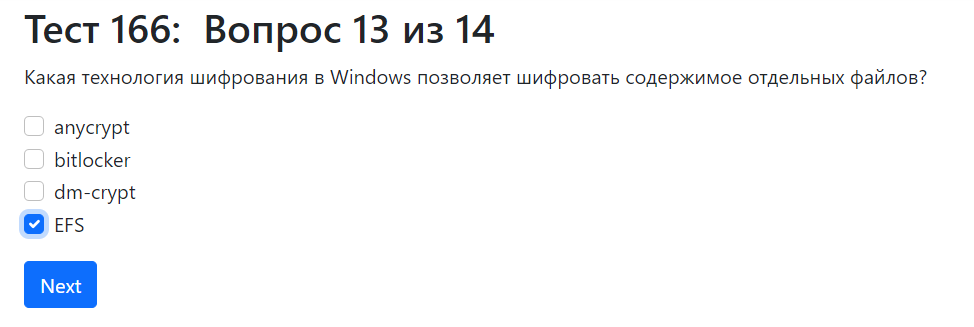 Тест 166: Вопрос 13 из 14
Какая технология шифрования в Windows позволяет шифровать содержимое отдельных файлов?
anycrypt
bitlocker
dm-crypt
EFS
Next